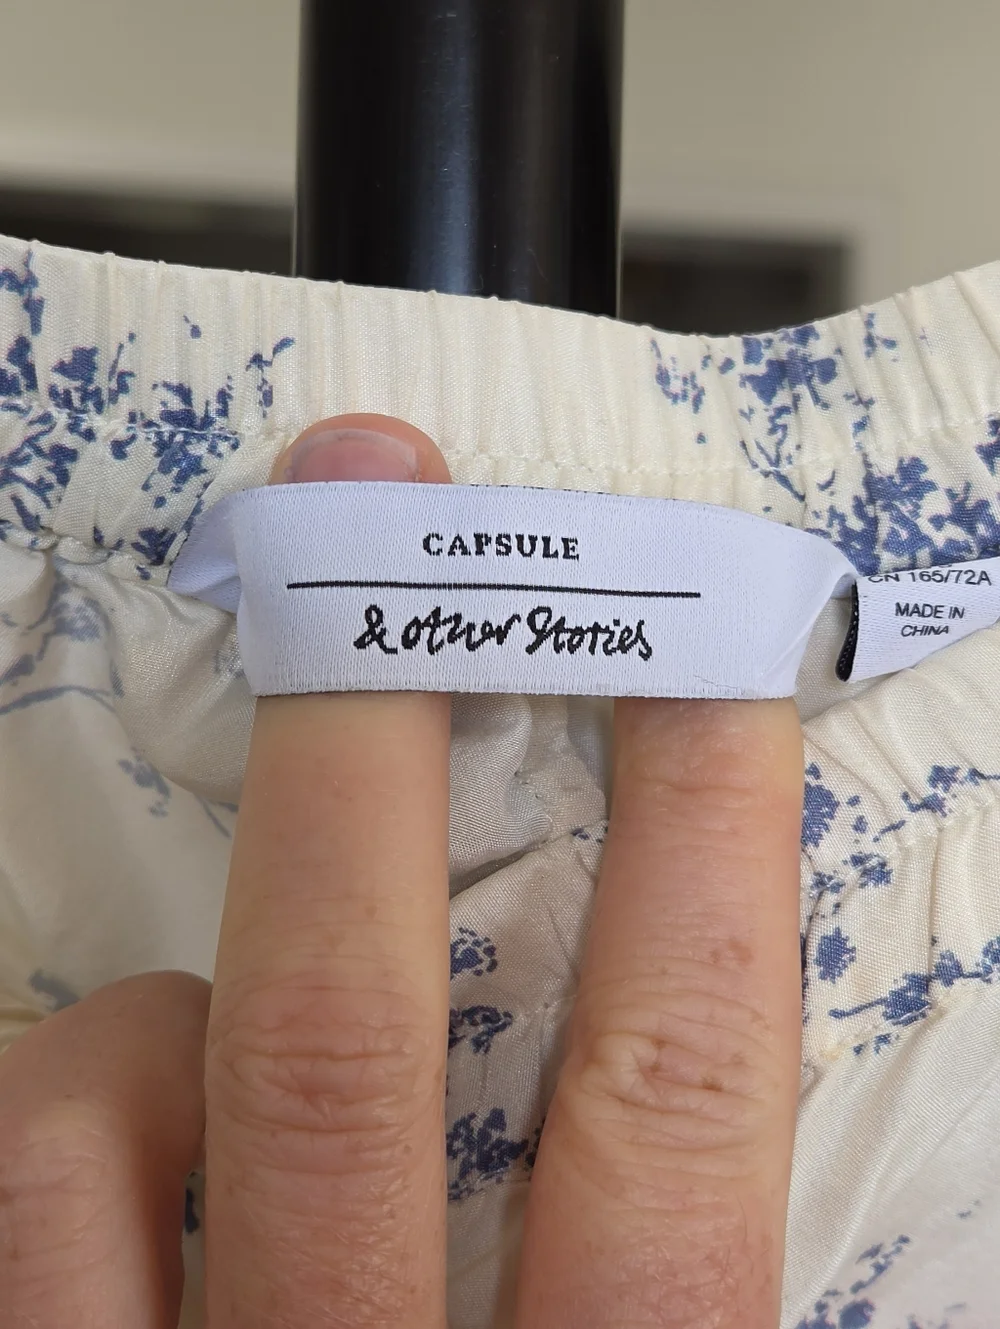 CAPSULE
& other Stories
CN 165/72A
MADE IN
CHINA